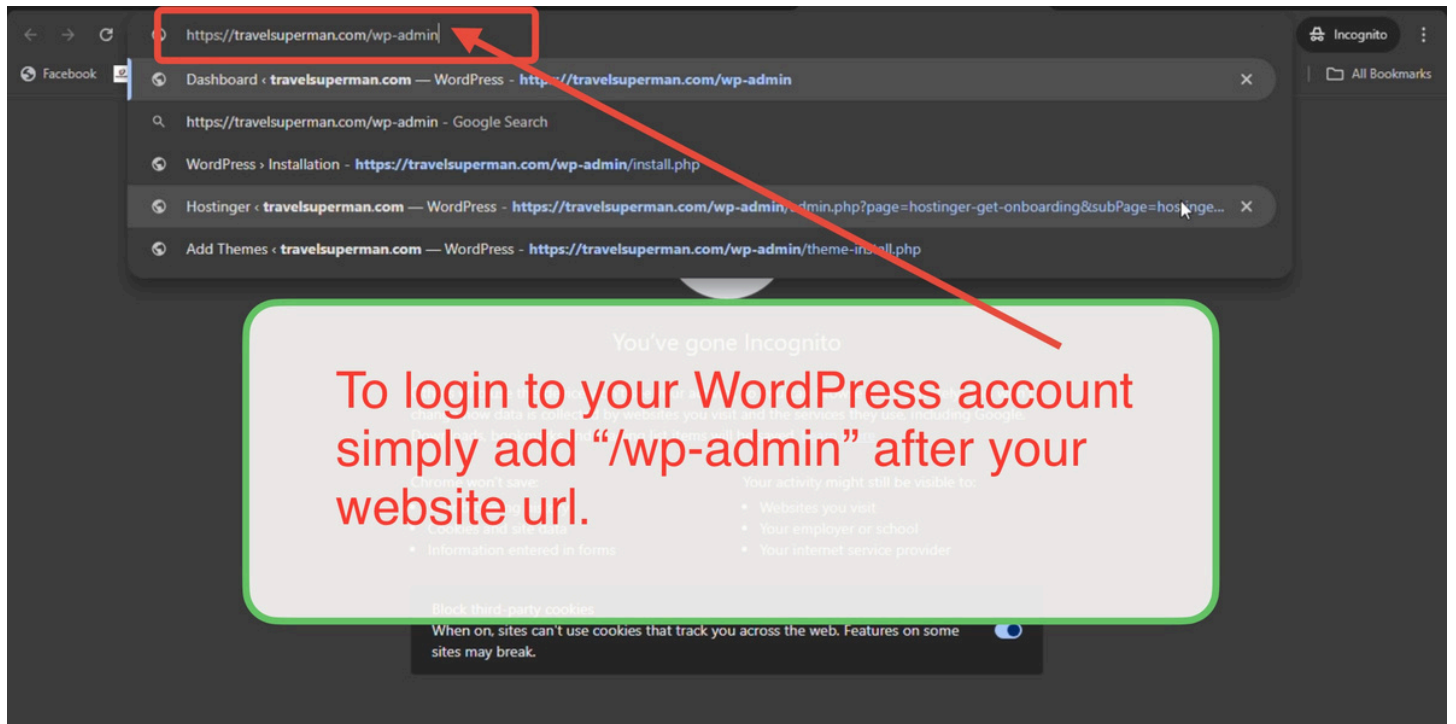 https://travelsuperman.com/wp-admin
Incognito
Facebook
All Bookmarks
Dashboard ‹ travelsuperman.com — WordPress - https://travelsuperman.com/wp-admin
https://travelsuperman.com/wp-admin - Google Search
WordPress › Installation - https://travelsuperman.com/wp-admin/install.php
Hostinger ‹ travelsuperman.com — WordPress - https://travelsuperman.com/wp-admin/admin.php?page=hostinger-get-onboarding&subPage=hostinge...
Add Themes ‹ travelsuperman.com — WordPress - https://travelsuperman.com/wp-admin/theme-install.php
You've gone Incognito
To login to your WordPress account
simply add “/wp-admin” after your
website url.
Chrome won't save:
Your activity might still be visible to:
Websites you visit
Cookies and site data
Your employer or school
Information entered in forms
Your internet service provider
Block third-party cookies
When on, sites can't use cookies that track you across the web. Features on some
sites may break.